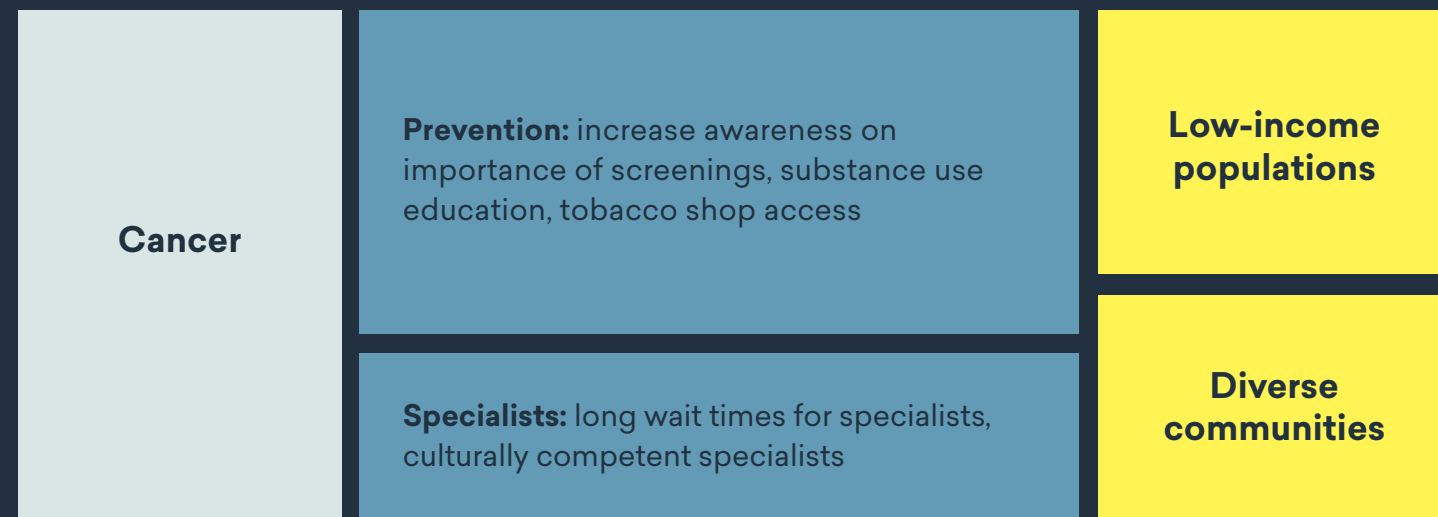 Cancer
Prevention: increase awareness on
importance of screenings, substance use
education, tobacco shop access
Specialists: long wait times for specialists,
culturally competent specialists
Low-income
populations
Diverse
communities